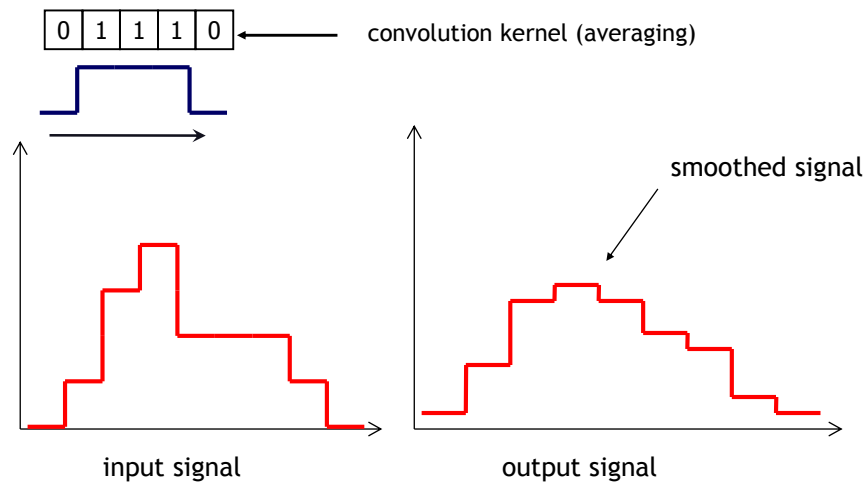 0 1 1 1 0
convolution kernel (averaging)
smoothed signal
input signal
output signal